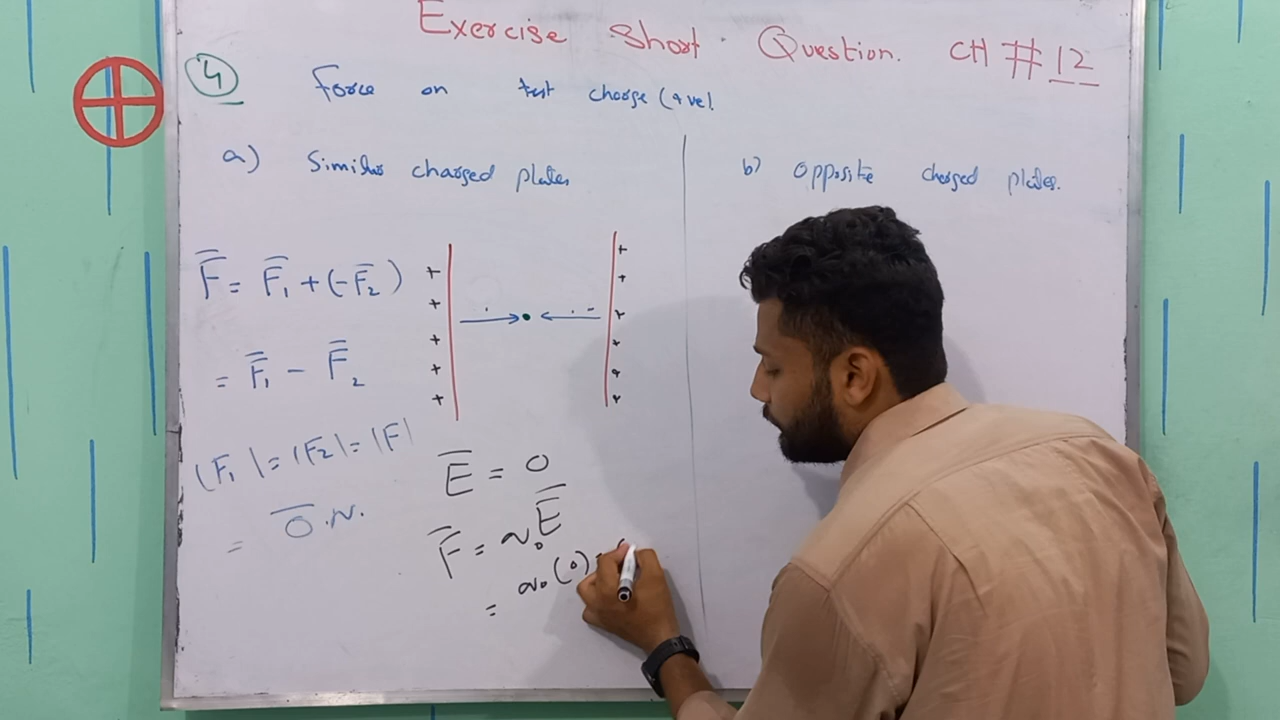 Exercise Short Question. CH # 12
4 Force on test charge (+ve).
a) Similar charged plates
b) Opposite charged plates.
F̅ = F̅₁ + (-F̅₂)
= F̅₁ - F̅₂
|F₁| = |F₂| = |F|
= 0̅.N.
+ + + + +
+ + + + + +
E̅ = 0
F̅ = q₀E̅
= q₀(0) =